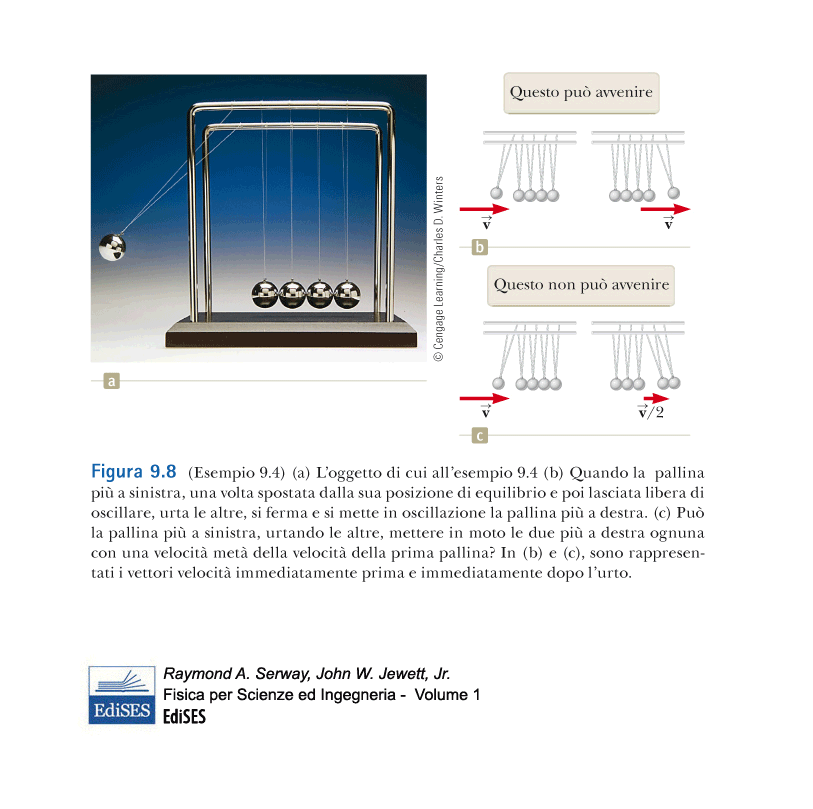 Questo può avvenire
© Cengage Learning/Charles D. Winters
v
v
b
Questo non può avvenire
a
v
v/2
c
Figura 9.8 (Esempio 9.4) (a) L’oggetto di cui all’esempio 9.4 (b) Quando la pallina
più a sinistra, una volta spostata dalla sua posizione di equilibrio e poi lasciata libera di
oscillare, urta le altre, si ferma e si mette in oscillazione la pallina più a destra. (c) Può
la pallina più a sinistra, urtando le altre, mettere in moto le due più a destra ognuna
con una velocità metà della velocità della prima pallina? In (b) e (c), sono rappresen-
tati i vettori velocità immediatamente prima e immediatamente dopo l’urto.
Raymond A. Serway, John W. Jewett, Jr.
Fisica per Scienze ed Ingegneria - Volume 1
EdiSES
EdiSES